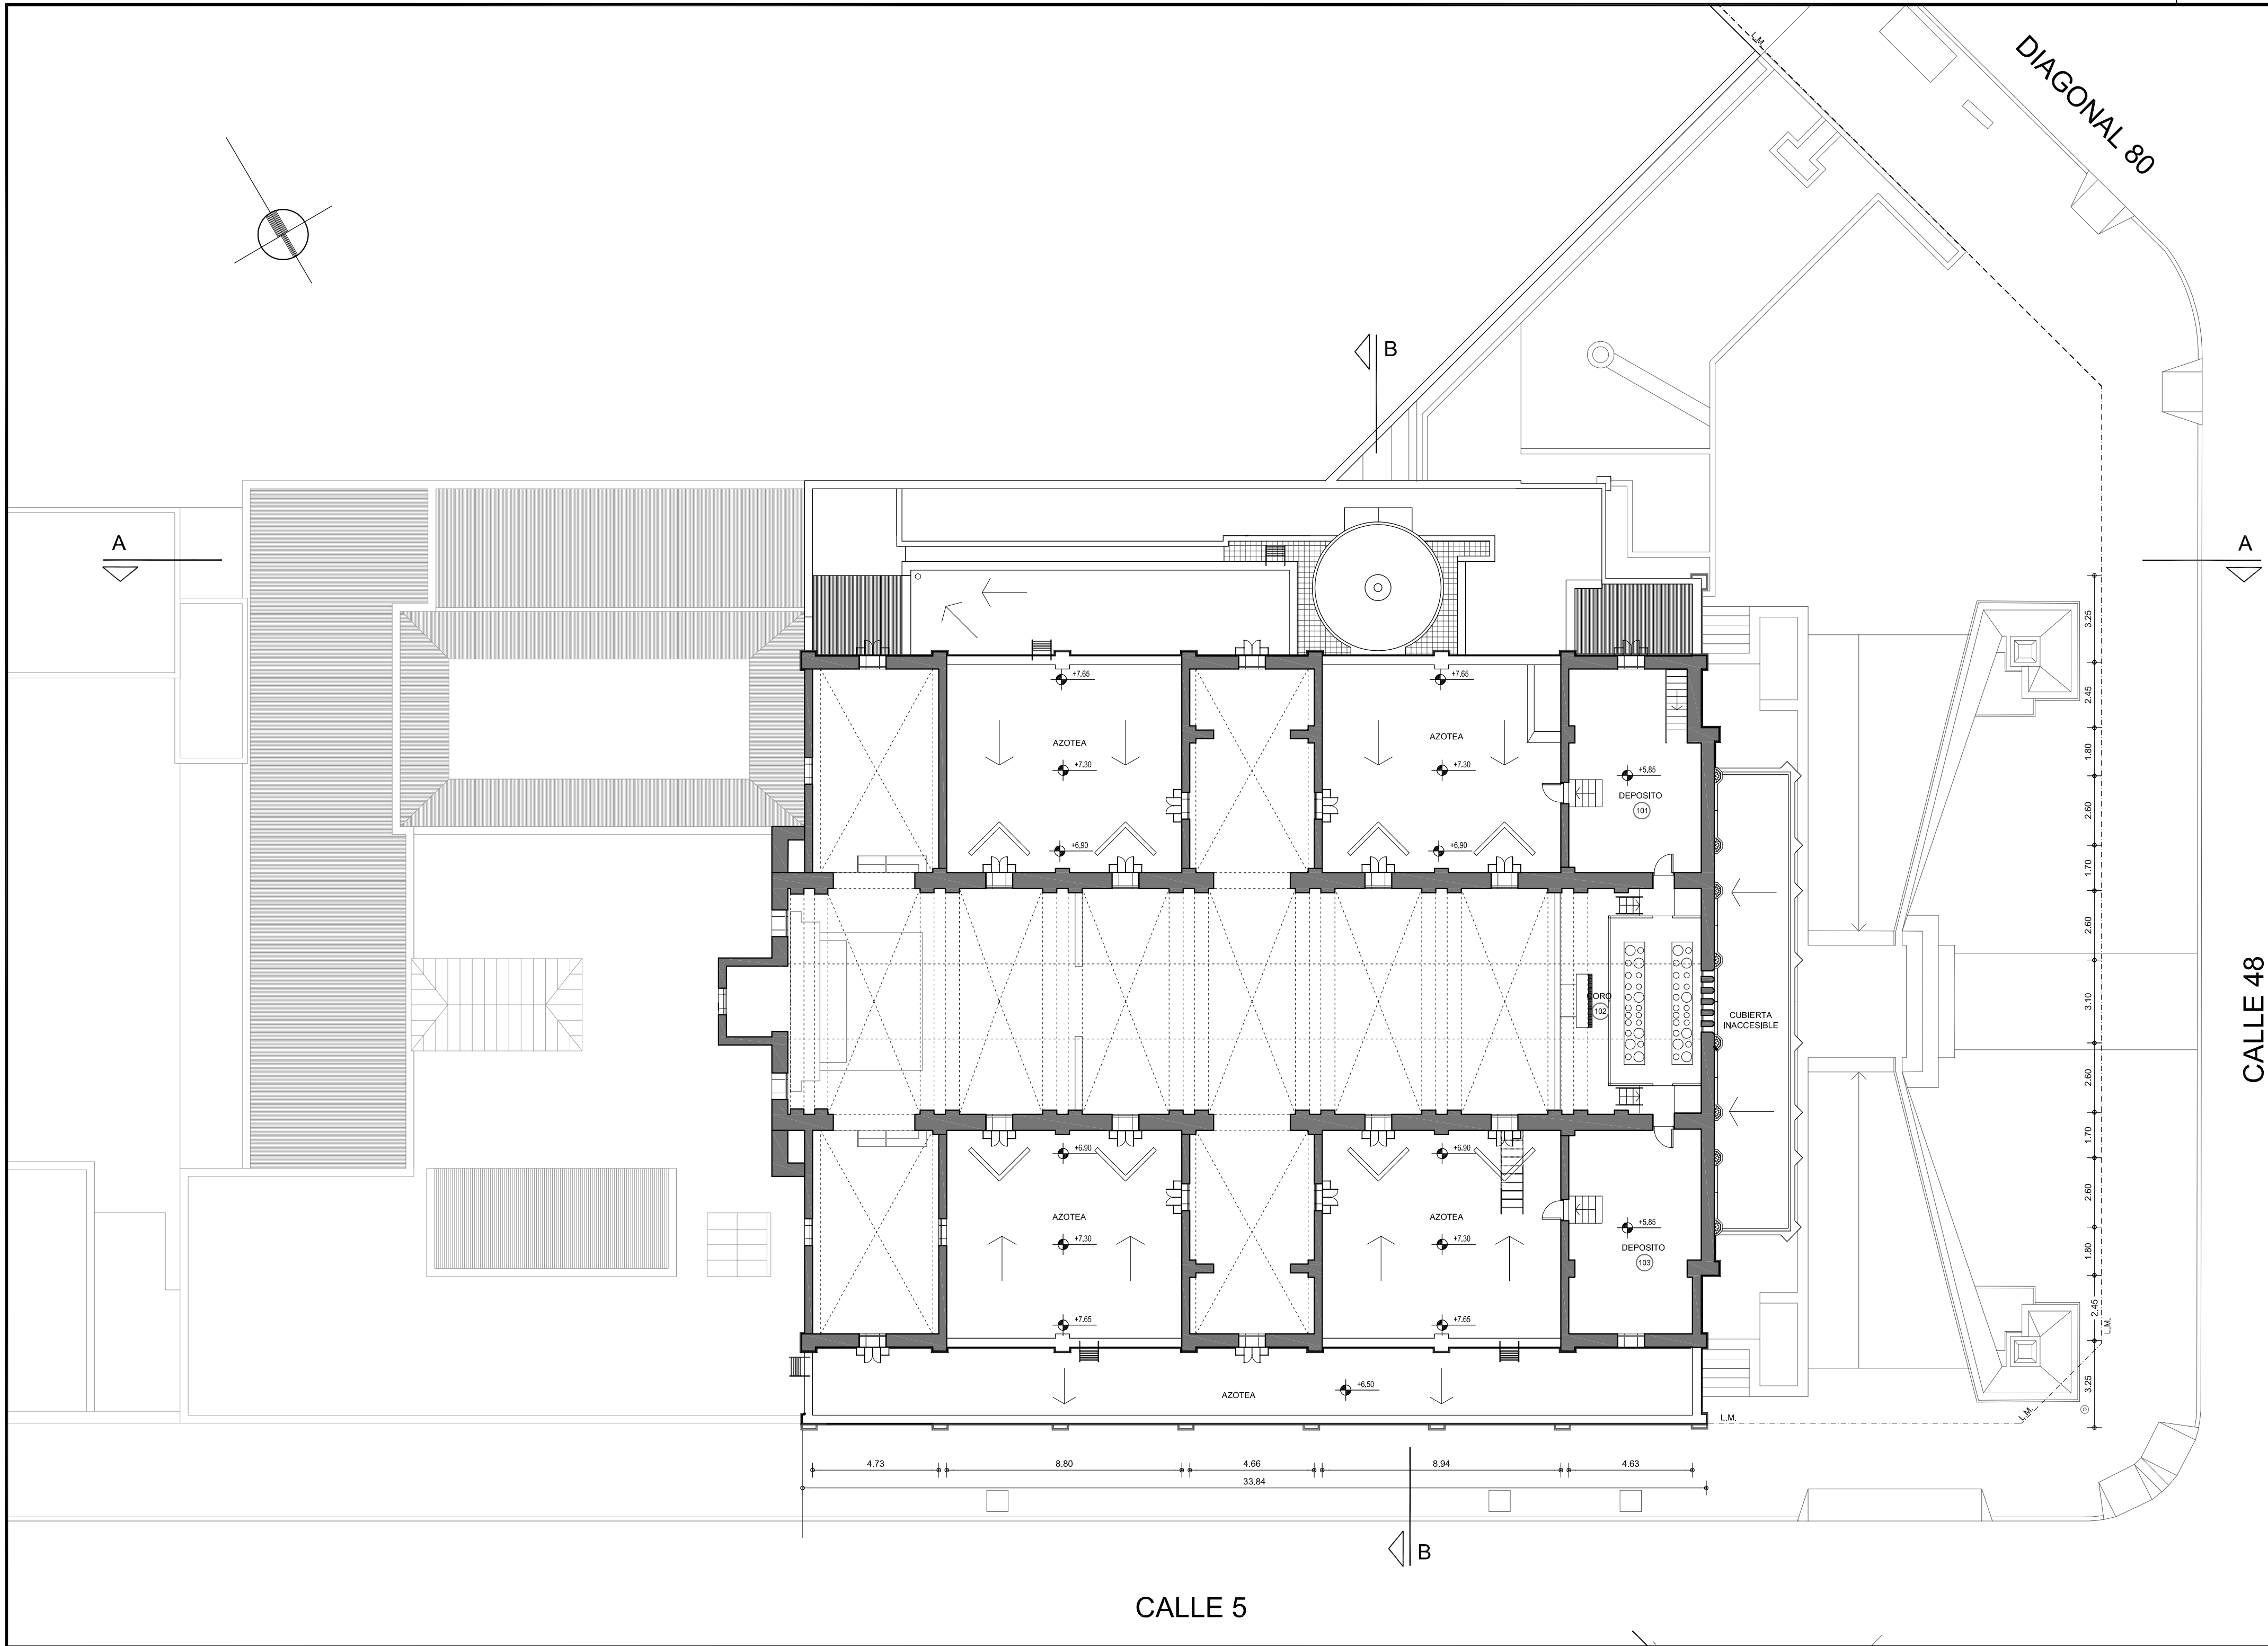 L.M.
DIAGONAL 80
B
A
A
+7.65
+7.65
AZOTEA
AZOTEA
+7.30
+7.30
+5,85
DEPOSITO
101
+6,90
+6,90
3.25
2.45
1.80
2.60
1.70
2.60
3.10
2.60
1.70
2.60
1.80
2.45
3.25
CORO
102
CUBIERTA
INACCESIBLE
CALLE 48
+6.90
+6.90
AZOTEA
AZOTEA
+7.30
+7.30
+5,85
DEPOSITO
103
+7.65
+7.65
L.M.
AZOTEA
+6,50
L.M.
L.M.
4.73
8.80
4.66
8.94
4.63
33.84
B
CALLE 5